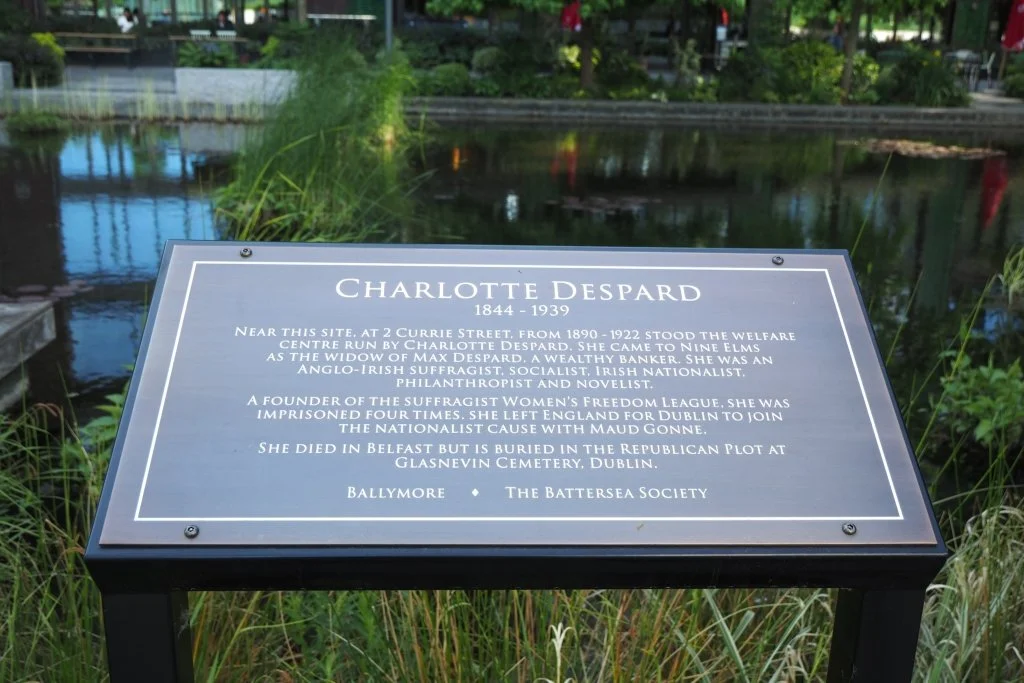 CHARLOTTE DESPARD
1844 - 1939
NEAR THIS SITE, AT 2 CURRIE STREET, FROM 1890 - 1922 STOOD THE WELFARE
CENTRE RUN BY CHARLOTTE DESPARD. SHE CAME TO NINE ELMS
AS THE WIDOW OF MAX DESPARD, A WEALTHY BANKER. SHE WAS AN
ANGLO-IRISH SUFFRAGIST, SOCIALIST, IRISH NATIONALIST,
PHILANTHROPIST AND NOVELIST.
A FOUNDER OF THE SUFFRAGIST WOMEN'S FREEDOM LEAGUE, SHE WAS
IMPRISONED FOUR TIMES. SHE LEFT ENGLAND FOR DUBLIN TO JOIN
THE NATIONALIST CAUSE WITH MAUD GONNE.
SHE DIED IN BELFAST BUT IS BURIED IN THE REPUBLICAN PLOT AT
GLASNEVIN CEMETERY, DUBLIN.
BALLYMORE ♦ THE BATTERSEA SOCIETY